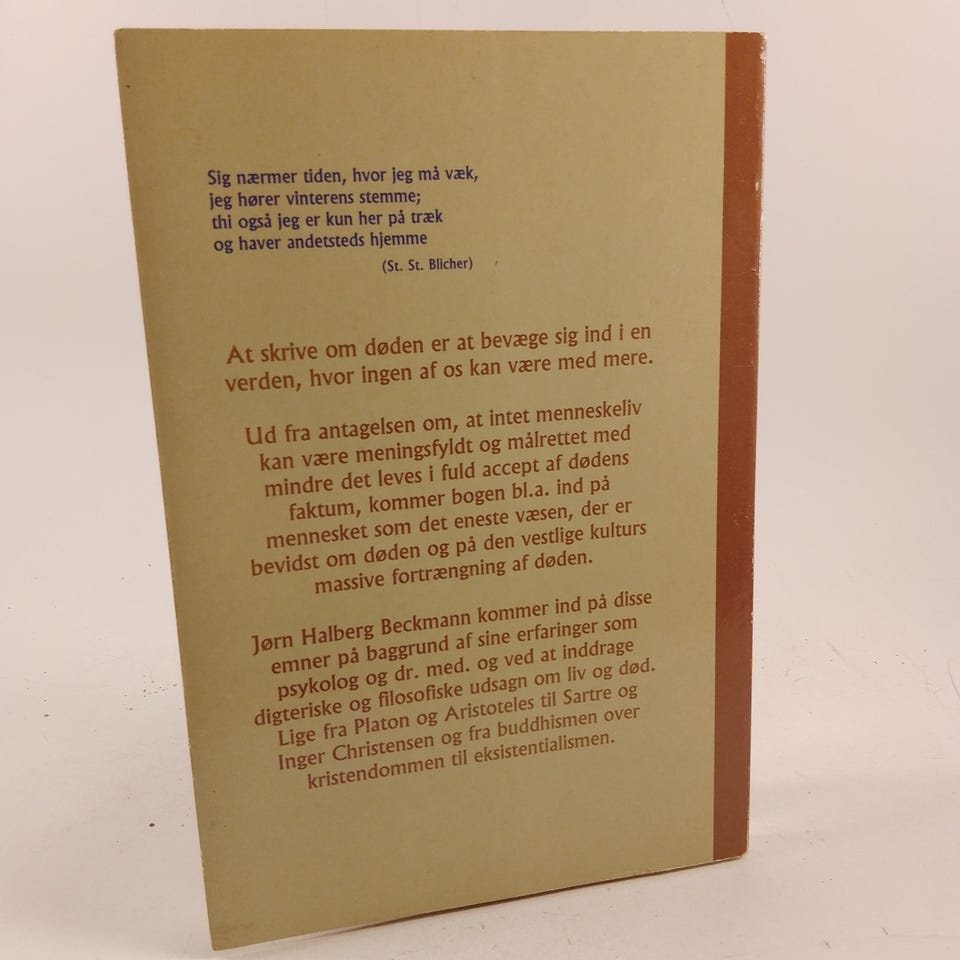 Sig nærmer tiden, hvor jeg må væk,
jeg hører vinterens stemme;
thi også jeg er kun her på træk
og haver andetsteds hjemme
(St. St. Blicher)
At skrive om døden er at bevæge sig ind i en
verden, hvor ingen af os kan være med mere.
Ud fra antagelsen om, at intet menneskeliv
kan være meningsfyldt og målrettet med
mindre det leves i fuld accept af dødens
faktum, kommer bogen bl.a. ind på
mennesket som det eneste væsen, der er
bevidst om døden og på den vestlige kulturs
massive fortrængning af døden.
Jørn Halberg Beckmann kommer ind på disse
emner på baggrund af sine erfaringer som
psykolog og dr. med. og ved at inddrage
digteriske og filosofiske udsagn om liv og død.
Lige fra Platon og Aristoteles til Sartre og
Inger Christensen og fra buddhismen over
kristendommen til eksistentialismen.